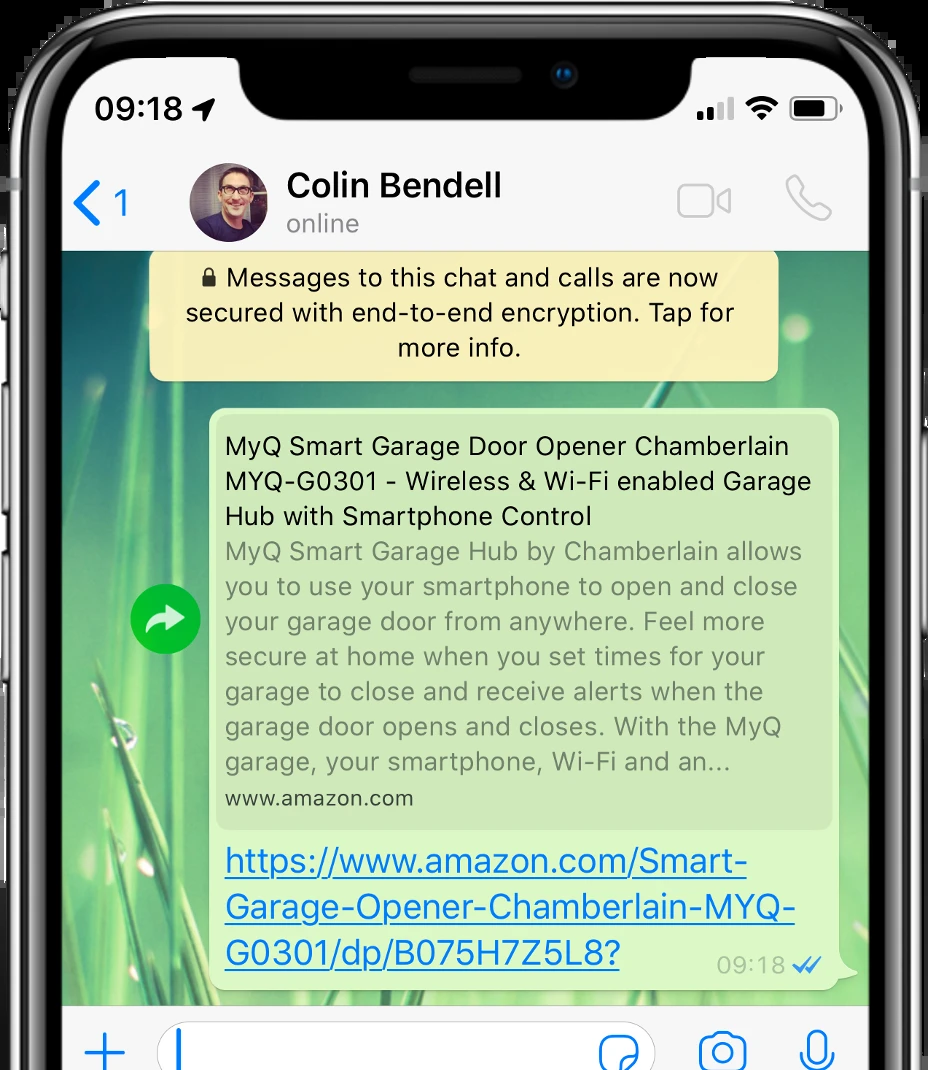 09:18
1
Colin Bendell
online
Messages to this chat and calls are now
secured with end-to-end encryption. Tap for
more info.
MyQ Smart Garage Door Opener Chamberlain
MYQ-G0301 - Wireless & Wi-Fi enabled Garage
Hub with Smartphone Control
MyQ Smart Garage Hub by Chamberlain allows
you to use your smartphone to open and close
your garage door from anywhere. Feel more
secure at home when you set times for your
garage to close and receive alerts when the
garage door opens and closes. With the MyQ
garage, your smartphone, Wi-Fi and an...
www.amazon.com
https://www.amazon.com/Smart-
Garage-Opener-Chamberlain-MYQ-
G0301/dp/B075H7Z5L8?
09:18